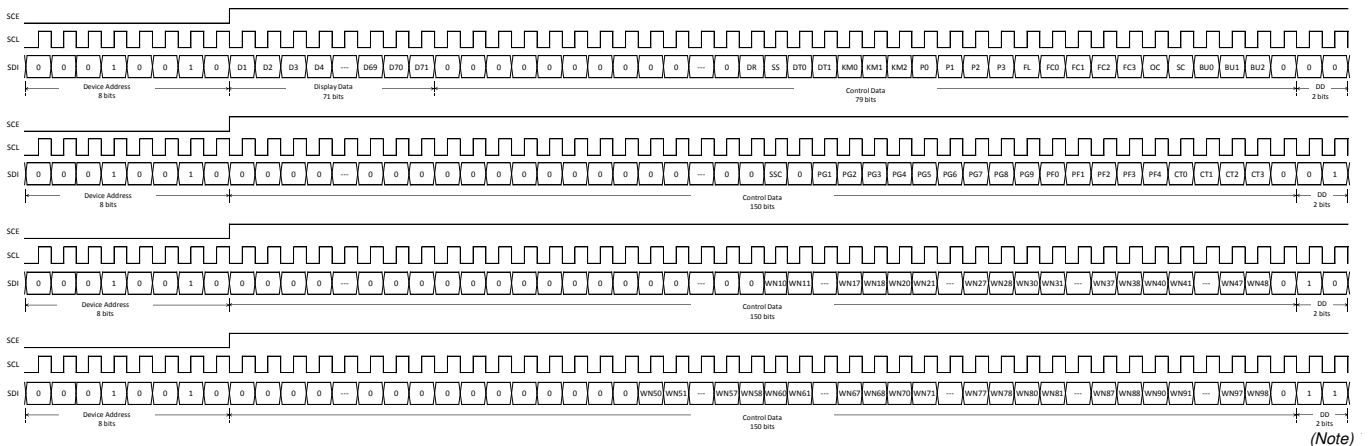 SCE
SCL
SDI 0 0 0 1 0 0 1 0 D1 D2 D3 D4 --- D69 D70 D71 0 0 0 0 0 0 0 0 0 0 --- 0 DR SS DT0 DT1 KM0 KM1 KM2 P0 P1 P2 P3 FL FC0 FC1 FC2 FC3 OC SC BU0 BU1 BU2 0 0 0
Device Address Display Data Control Data DD
8 bits 71 bits 79 bits 2 bits
SCE
SCL
SDI 0 0 0 1 0 0 1 0 0 0 0 0 --- 0 0 0 0 0 0 0 0 0 0 0 0 0 --- 0 0 SSC 0 PG1 PG2 PG3 PG4 PG5 PG6 PG7 PG8 PG9 PF0 PF1 PF2 PF3 PF4 CT0 CT1 CT2 CT3 0 0 1
Device Address Control Data DD
8 bits 150 bits 2 bits
SCE
SCL
SDI 0 0 0 1 0 0 1 0 0 0 0 0 --- 0 0 0 0 0 0 0 0 0 0 0 0 0 --- 0 0 WN10 WN11 --- WN17 WN18 WN20 WN21 --- WN27 WN28 WN30 WN31 --- WN37 WN38 WN40 WN41 --- WN47 WN48 0 1 0
Device Address Control Data DD
8 bits 150 bits 2 bits
SCE
SCL
SDI 0 0 0 1 0 0 1 0 0 0 0 0 --- 0 0 0 0 0 0 0 0 0 0 0 WN50 WN51 --- WN57 WN58 WN60 WN61 --- WN67 WN68 WN70 WN71 --- WN77 WN78 WN80 WN81 --- WN87 WN88 WN90 WN91 --- WN97 WN98 0 1 1
Device Address Control Data DD
8 bits 150 bits 2 bits
(Note)